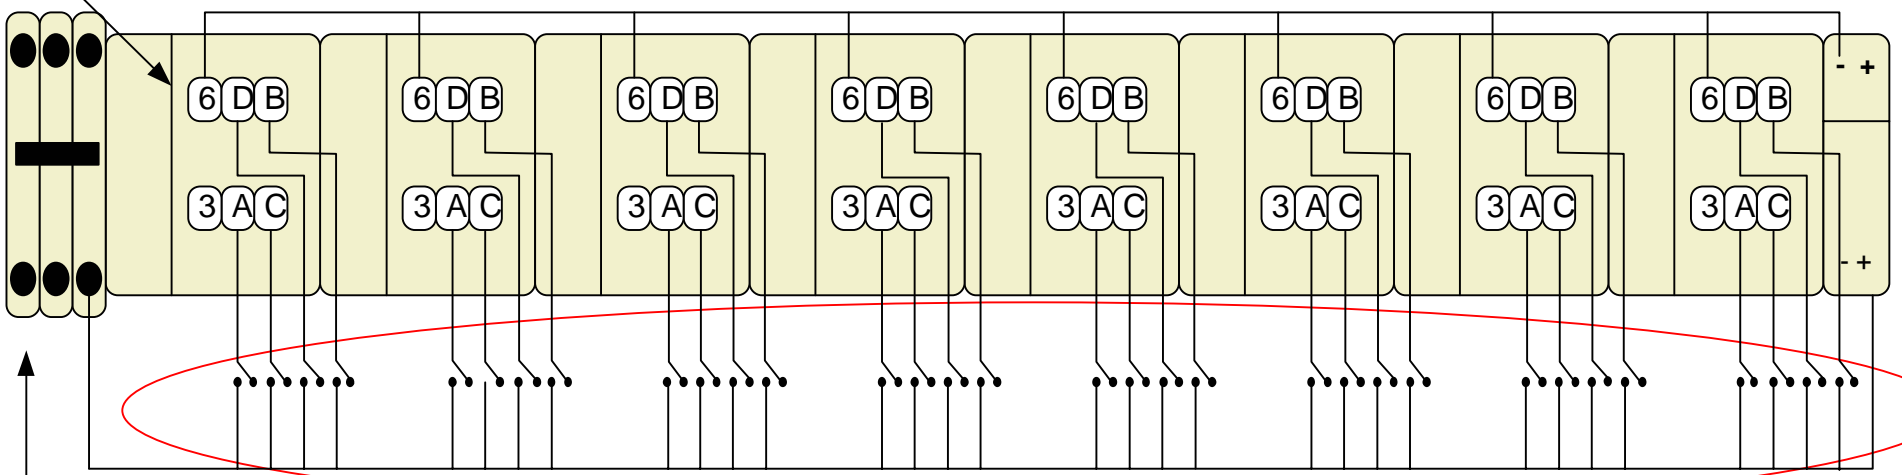 6 D B 6 D B 6 D B 6 D B 6 D B 6 D B 6 D B 6 D B - +
3 A C 3 A C 3 A C 3 A C 3 A C 3 A C 3 A C 3 A C
- +